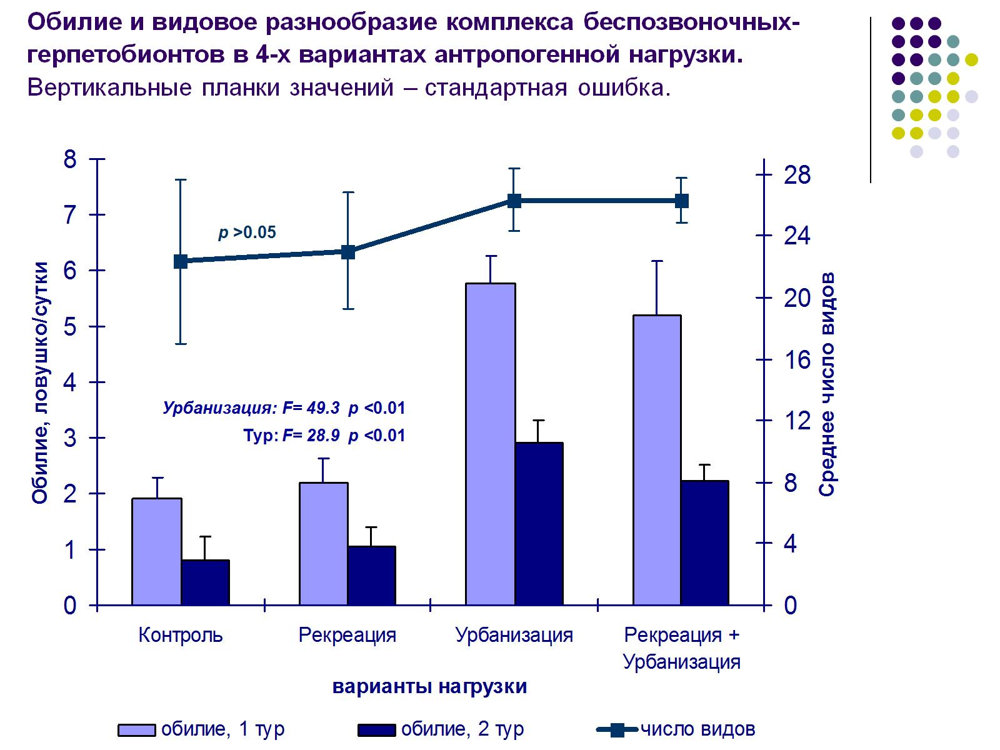 Обилие и видовое разнообразие комплекса беспозвоночных-
герпетобионтов в 4-х вариантах антропогенной нагрузки.
Вертикальные планки значений – стандартная ошибка.
8
7
6
5
4
3
2
1
0
Обилие, ловушко/сутки
28
24
20
16
12
8
4
0
Среднее число видов
p >0.05
Урбанизация: F= 49.3 p <0.01
Тур: F= 28.9 p <0.01
Контроль
Рекреация
Урбанизация
Рекреация +
Урбанизация
варианты нагрузки
обилие, 1 тур
обилие, 2 тур
число видов